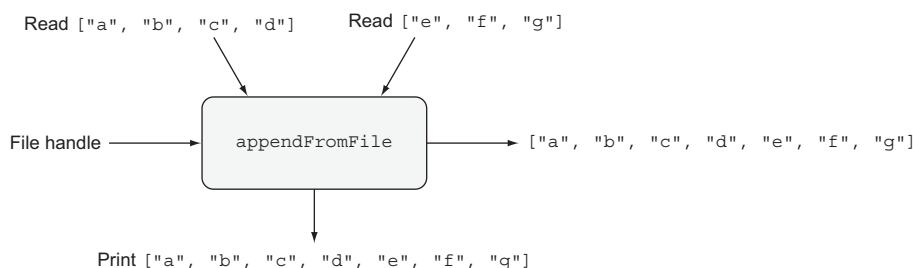 Read ["a", "b", "c", "d"]
Read ["e", "f", "g"]
File handle
appendFromFile
["a", "b", "c", "d", "e", "f", "g"]
Print ["a", "b", "c", "d", "e", "f", "g"]